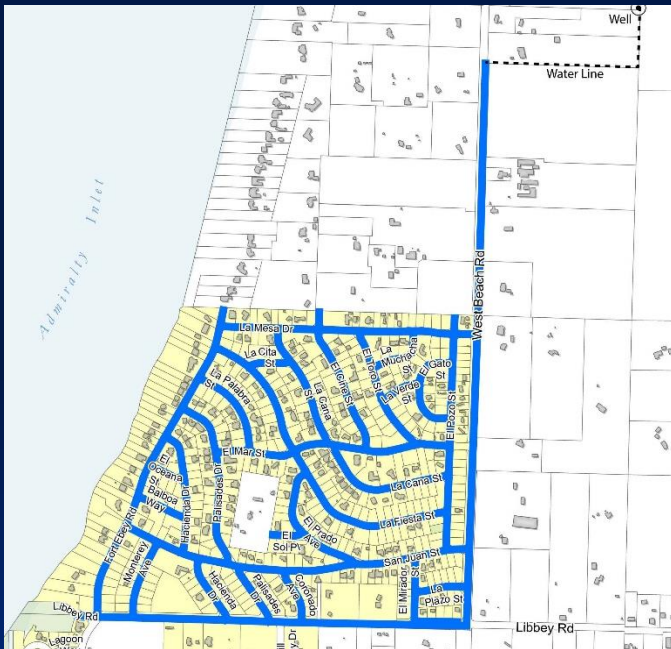 Well
Water Line
Admiralty Inlet
West Beach Rd
La Mesa Dr
La Cita
St
La
Muchacha
St
El Gato
St
El Cine St
El Toro St
La Verde
St
La Palabra
St
La Cana
St
El Pozo St
El Mar St
La Cana St
El
Oceana
St
Balboa
Way
Hacienda Dr
Palisades Dr
La Fiesta St
El Prado
Ave
El
Sol Pl
Fort Ebey Rd
San Juan St
Monterey
Ave
Hacienda
Dr
Palisades
Dr
Coronado
Ave
El Mirador
St
La
Plazo St
Libbey Rd
Libbey Rd
Lagoon
y Dr